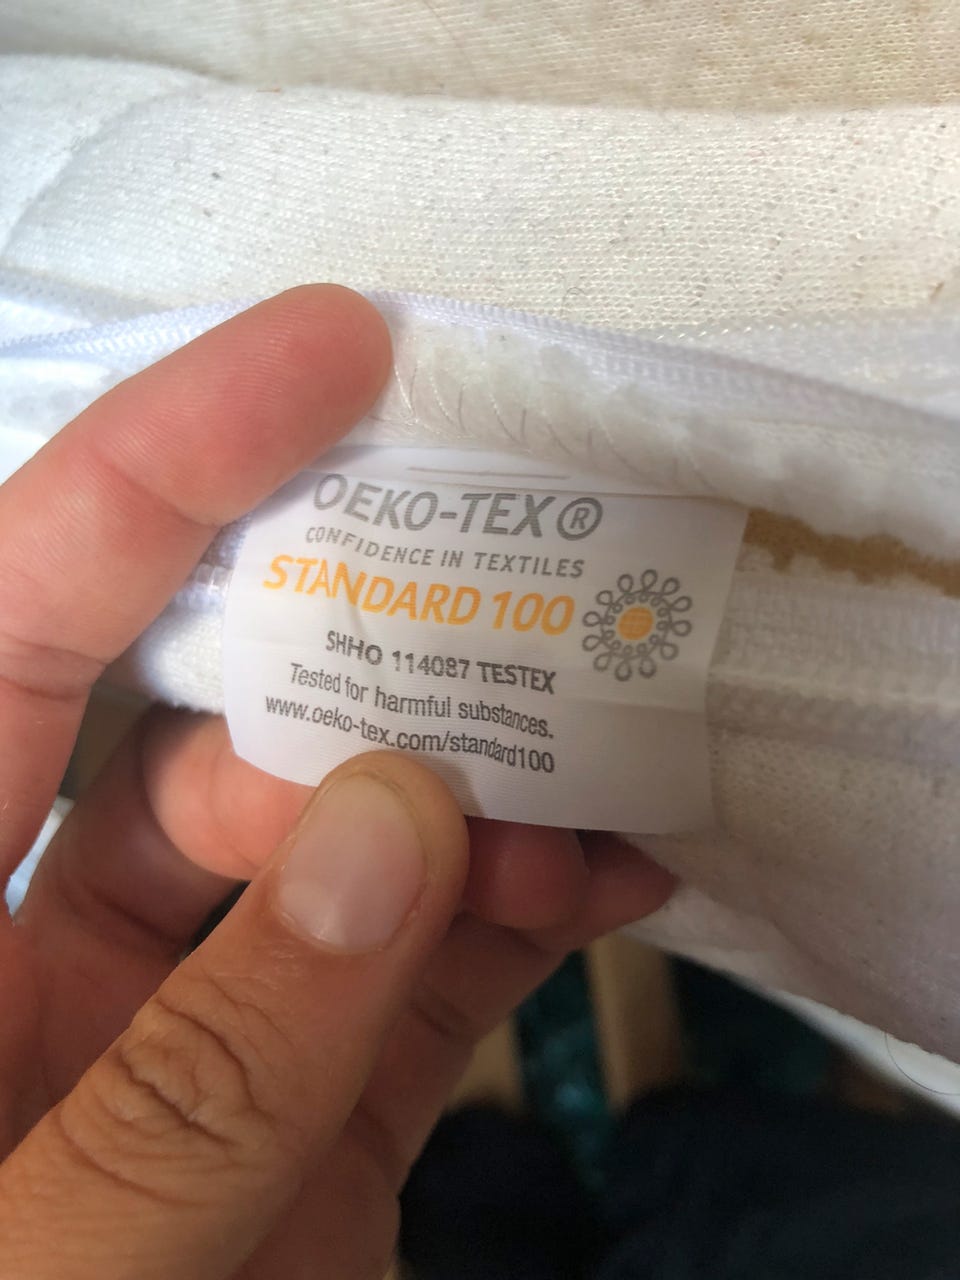 OEKO-TEX®
CONFIDENCE IN TEXTILES
STANDARD 100
SHHO 114087 TESTEX
Tested for harmful substances.
www.oeko-tex.com/standard100